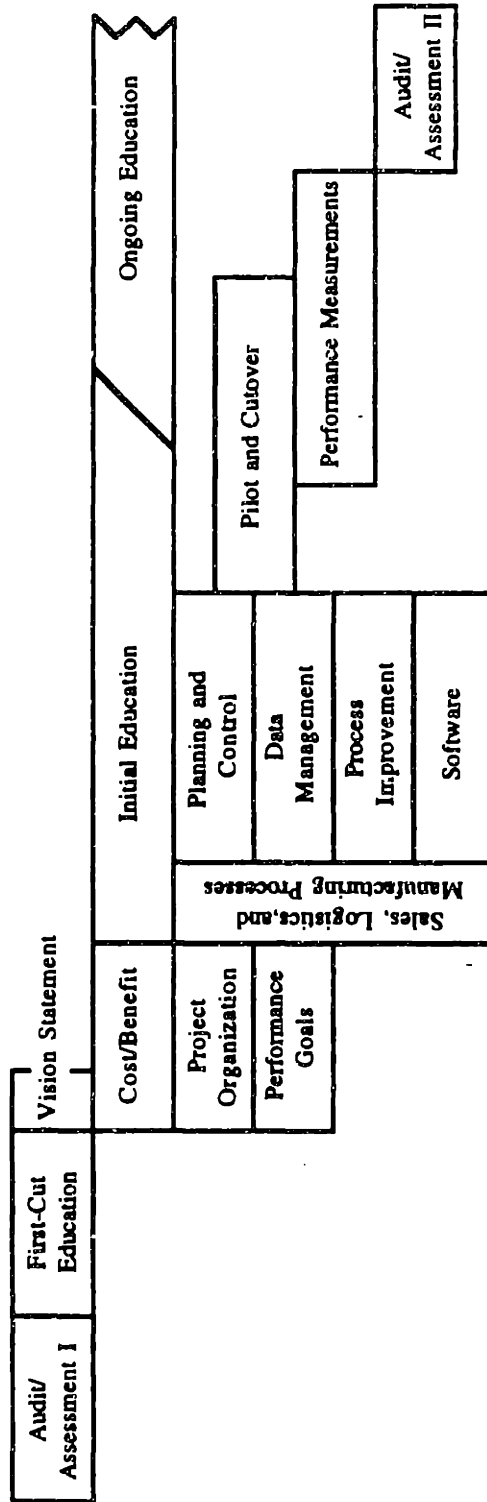 Audit/
Assessment I
First-Cut
Education
Vision Statement
Cost/Benefit
Project
Organization
Performance
Goals
Sales, Logistics,and
Manufacturing Processes
Initial Education
Ongoing Education
Planning and
Control
Data
Management
Process
Improvement
Software
Pilot and Cutover
Performance Measurements
Audit/
Assessment II